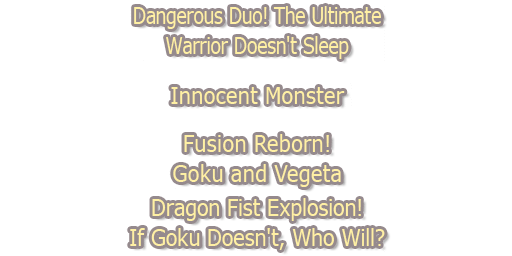 Dangerous Duo! The Ultimate
Warrior Doesn't Sleep
Innocent Monster
Fusion Reborn!
Goku and Vegeta
Dragon Fist Explosion!
If Goku Doesn't, Who Will?